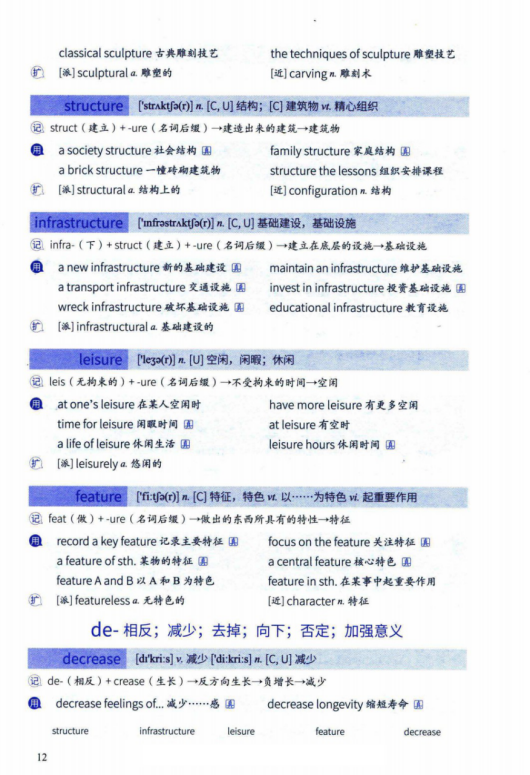 classical sculpture 古典雕刻技艺 the techniques of sculpture 雕塑技艺
扩 [派] sculptural a. 雕塑的 [近] carving n. 雕刻术
structure ['strʌktʃə(r)] n. [C, U] 结构；[C] 建筑物 vt. 精心组织
记 struct（建立）+ -ure（名词后缀）→建造出来的建筑→建筑物
用 a society structure 社会结构 family structure 家庭结构
a brick structure 一幢砖砌建筑物 structure the lessons 组织安排课程
扩 [派] structural a. 结构上的 [近] configuration n. 结构
infrastructure ['ɪnfrəstrʌktʃə(r)] n. [C, U] 基础建设，基础设施
记 infra-（下）+ struct（建立）+ -ure（名词后缀）→建立在底层的设施→基础设施
用 a new infrastructure 新的基础建设 maintain an infrastructure 维护基础设施
a transport infrastructure 交通设施 invest in infrastructure 投资基础设施
wreck infrastructure 破坏基础设施 educational infrastructure 教育设施
扩 [派] infrastructural a. 基础建设的
leisure ['leʒə(r)] n. [U] 空闲，闲暇；休闲
记 leis（无拘束的）+ -ure（名词后缀）→不受拘束的时间→空闲
用 at one's leisure 在某人空闲时 have more leisure 有更多空闲
time for leisure 闲暇时间 at leisure 有空时
a life of leisure 休闲生活 leisure hours 休闲时间
扩 [派] leisurely a. 悠闲的
feature ['fiːtʃə(r)] n. [C] 特征，特色 vt. 以……为特色 vi. 起重要作用
记 feat（做）+ -ure（名词后缀）→做出的东西所具有的特性→特征
用 record a key feature 记录主要特征 focus on the feature 关注特征
a feature of sth. 某物的特征 a central feature 核心特色
feature A and B 以 A 和 B 为特色 feature in sth. 在某事中起重要作用
扩 [派] featureless a. 无特色的 [近] character n. 特征
de- 相反；减少；去掉；向下；否定；加强意义
decrease [dɪ'kriːs] v. 减少 ['diːkriːs] n. [C, U] 减少
记 de-（相反）+ crease（生长）→反方向生长→负增长→减少
用 decrease feelings of... 减少……感 decrease longevity 缩短寿命
structure infrastructure leisure feature decrease
12